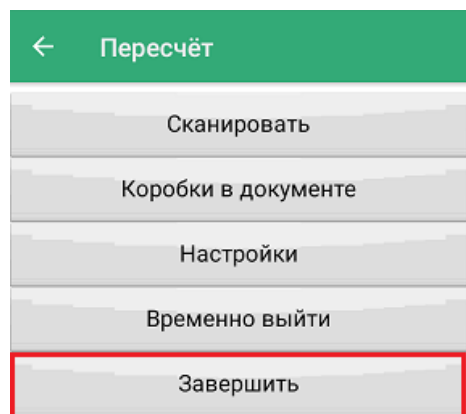 Пересчёт
Сканировать
Коробки в документе
Настройки
Временно выйти
Завершить